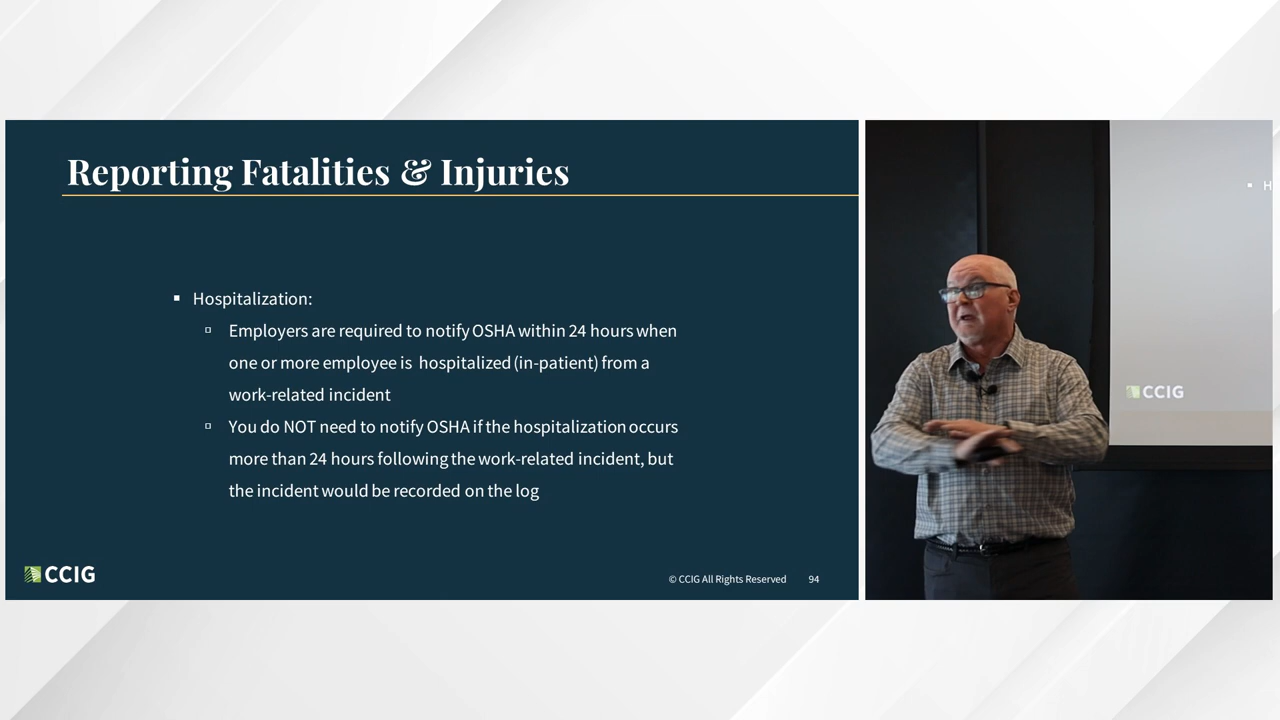 Reporting Fatalities & Injuries
▪ Hospitalization:
▫ Employers are required to notify OSHA within 24 hours when
one or more employee is hospitalized (in-patient) from a
work-related incident
▫ You do NOT need to notify OSHA if the hospitalization occurs
more than 24 hours following the work-related incident, but
the incident would be recorded on the log
CCIG
© CCIG All Rights Reserved 94
▪ H
CCIG